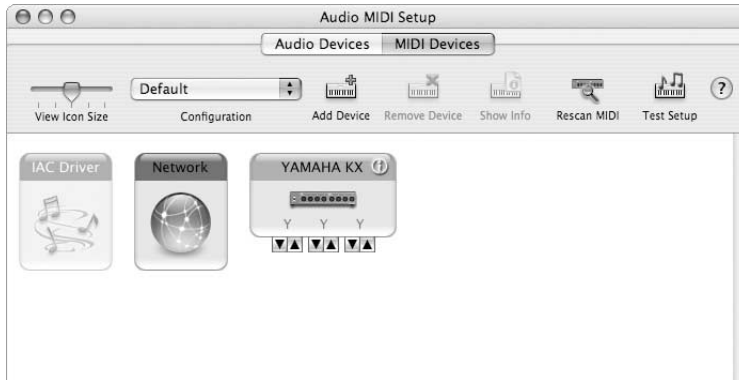 Audio MIDI Setup
Audio Devices MIDI Devices
Default
?
View Icon Size Configuration Add Device Remove Device Show Info Rescan MIDI Test Setup
IAC Driver Network YAMAHA KX i
Y Y Y